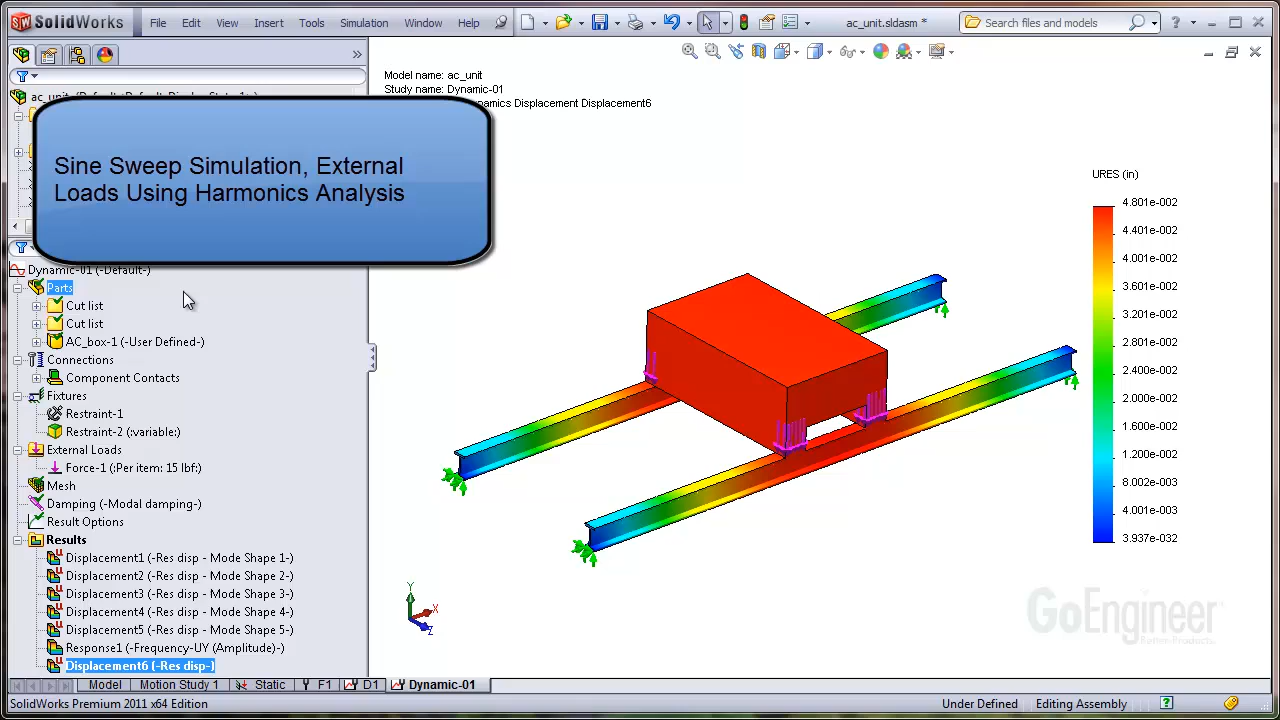 SolidWorks File Edit View Insert Tools Simulation Window Help ac_unit.sldasm * Search files and models
Model name: ac_unit
Study name: Dynamic-01
Displacement Displacement6
Sine Sweep Simulation, External
Loads Using Harmonics Analysis
Dynamic-01 (-Default-)
Parts
Cut list
Cut list
AC_box-1 (-User Defined-)
Connections
Component Contacts
Fixtures
Restraint-1
Restraint-2 (:variable:)
External Loads
Force-1 (:Per item: 15 lbf:)
Mesh
Damping (-Modal damping-)
Result Options
Results
Displacement1 (-Res disp - Mode Shape 1-)
Displacement2 (-Res disp - Mode Shape 2-)
Displacement3 (-Res disp - Mode Shape 3-)
Displacement4 (-Res disp - Mode Shape 4-)
Displacement5 (-Res disp - Mode Shape 5-)
Response1 (-Frequency-UY (Amplitude)-)
Displacement6 (-Res disp-)
URES (in)
4.801e-002
4.401e-002
4.001e-002
3.601e-002
3.201e-002
2.801e-002
2.401e-002
2.001e-002
1.601e-002
1.200e-002
8.002e-003
4.001e-003
3.937e-032
Y
X
Z
GoEngineer
Model Motion Study 1 Static F1 D1 Dynamic-01
SolidWorks Premium 2011 x64 Edition Under Defined Editing Assembly